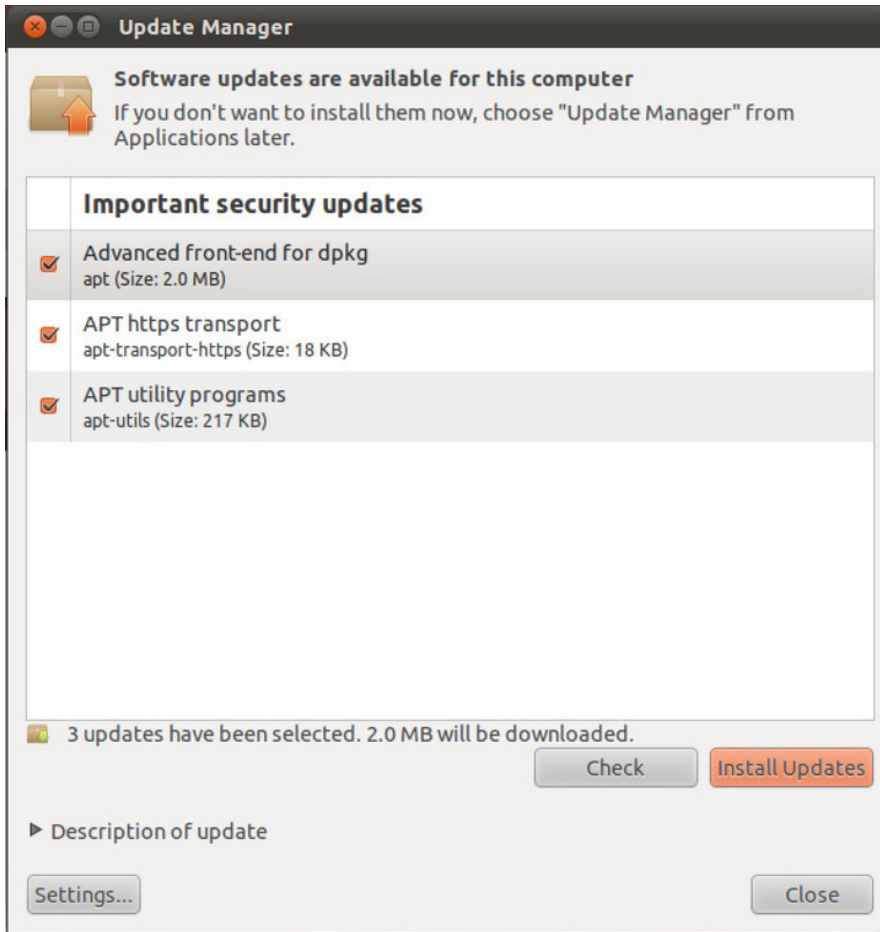 Update Manager
Software updates are available for this computer
If you don't want to install them now, choose "Update Manager" from
Applications later.
Important security updates
Advanced front-end for dpkg
apt (Size: 2.0 MB)
APT https transport
apt-transport-https (Size: 18 KB)
APT utility programs
apt-utils (Size: 217 KB)
3 updates have been selected. 2.0 MB will be downloaded.
Check
Install Updates
Description of update
Settings...
Close